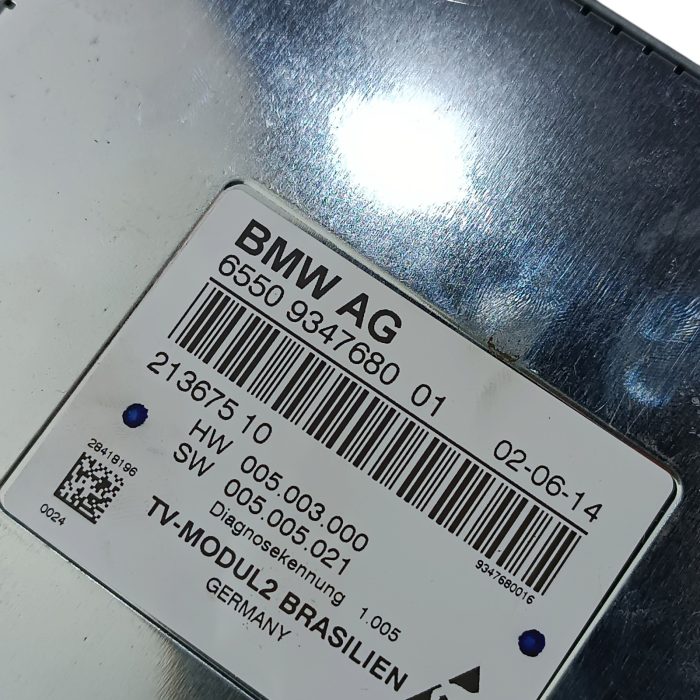 BMW AG
6550 9347680 01 02-06-14
9347680016
213675 10
HW 005.003.000
SW 005.005.021
Diagnosekennung 1.005
28418196
0024
TV-MODUL2 BRASILIEN
GERMANY